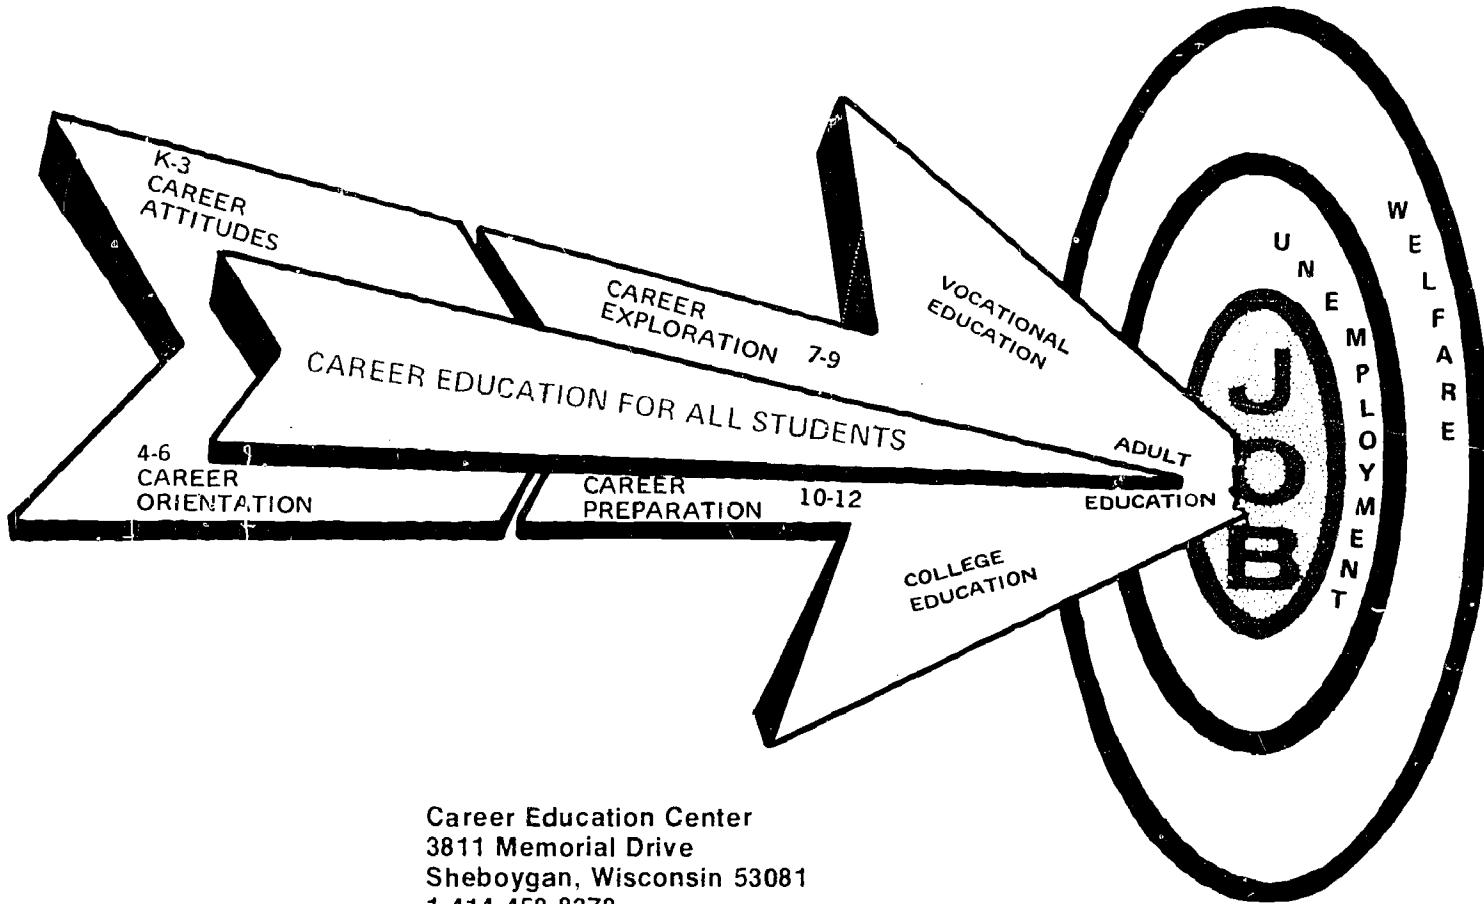 K-3
CAREER
ATTITUDES
CAREER
EXPLORATION 7-9
VOCATIONAL
EDUCATION
CAREER EDUCATION FOR ALL STUDENTS
4-6
CAREER
ORIENTATION
CAREER
PREPARATION 10-12
ADULT
EDUCATION
COLLEGE
EDUCATION
JOB
UNEMPLOYMENT
WELFARE
Career Education Center
3811 Memorial Drive
Sheboygan, Wisconsin 53081